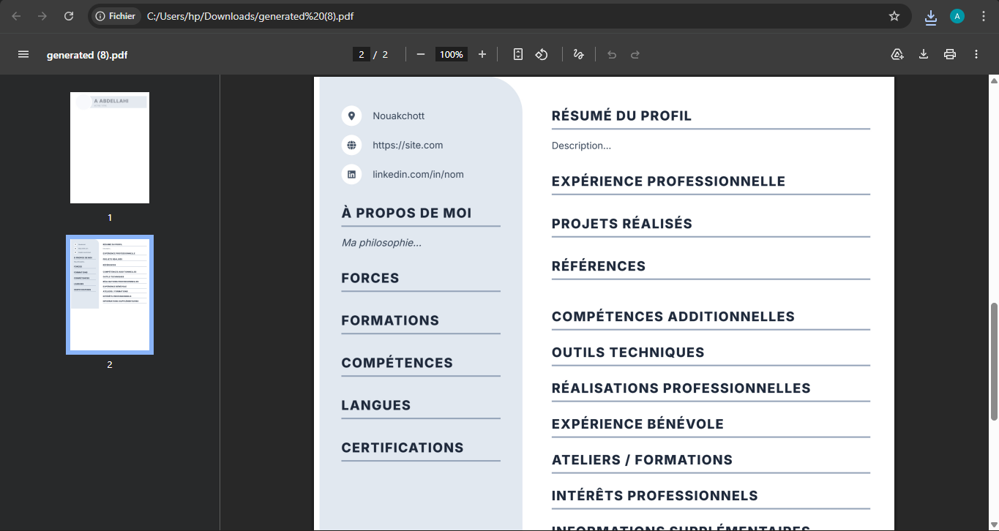 Fichier
C:/Users/hp/Downloads/generated%20(8).pdf
A
generated (8).pdf
2 / 2
100%
A ABDELLAHI
1
2
Nouakchott
https://site.com
linkedin.com/in/nom
À PROPOS DE MOI
Ma philosophie...
FORCES
FORMATIONS
COMPÉTENCES
LANGUES
CERTIFICATIONS
RÉSUMÉ DU PROFIL
Description...
EXPÉRIENCE PROFESSIONNELLE
PROJETS RÉALISÉS
RÉFÉRENCES
COMPÉTENCES ADDITIONNELLES
OUTILS TECHNIQUES
RÉALISATIONS PROFESSIONNELLES
EXPÉRIENCE BÉNÉVOLE
ATELIERS / FORMATIONS
INTÉRÊTS PROFESSIONNELS
INFORMATIONS SUPPLÉMENTAIRES